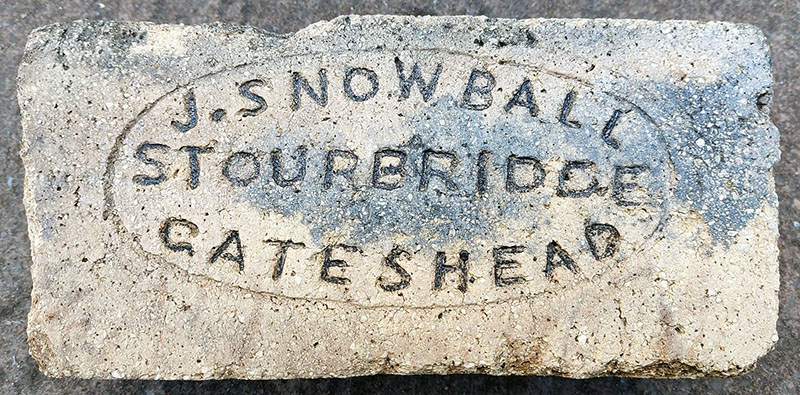 J. SNOWBALL
STOURBRIDGE
GATESHEAD